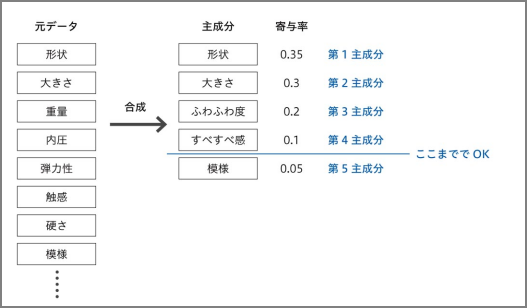 元データ 主成分 寄与率
形状 形状 0.35 第1主成分
大きさ 大きさ 0.3 第2主成分
合成
重量 ふわふわ度 0.2 第3主成分
内圧 すべすべ感 0.1 第4主成分
ここまででOK
弾力性 模様 0.05 第5主成分
触感
硬さ
模様